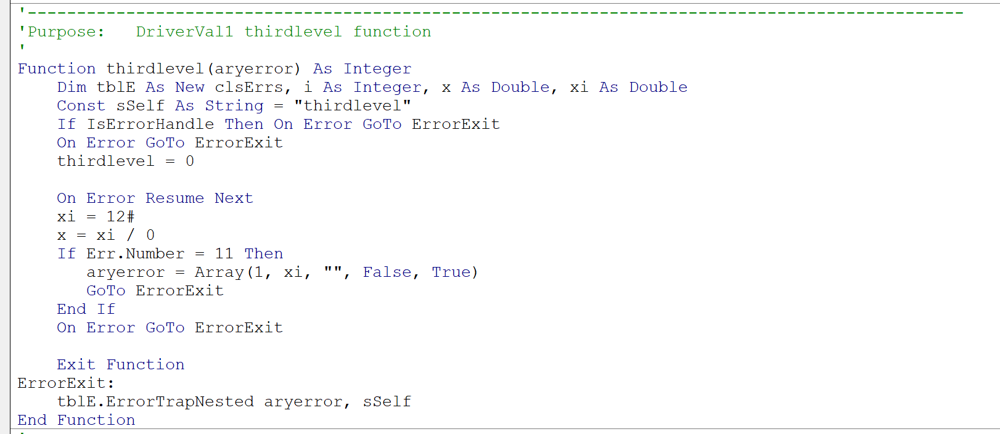 '-----------------------------------------------------------------------------------------------
'Purpose:   DriverVal1 thirdlevel function
'
Function thirdlevel(aryerror) As Integer
    Dim tblE As New clsErrs, i As Integer, x As Double, xi As Double
    Const sSelf As String = "thirdlevel"
    If IsErrorHandle Then On Error GoTo ErrorExit
    On Error GoTo ErrorExit
    thirdlevel = 0

    On Error Resume Next
    xi = 12#
    x = xi / 0
    If Err.Number = 11 Then
       aryerror = Array(1, xi, "", False, True)
       GoTo ErrorExit
    End If
    On Error GoTo ErrorExit

    Exit Function
ErrorExit:
    tblE.ErrorTrapNested aryerror, sSelf
End Function